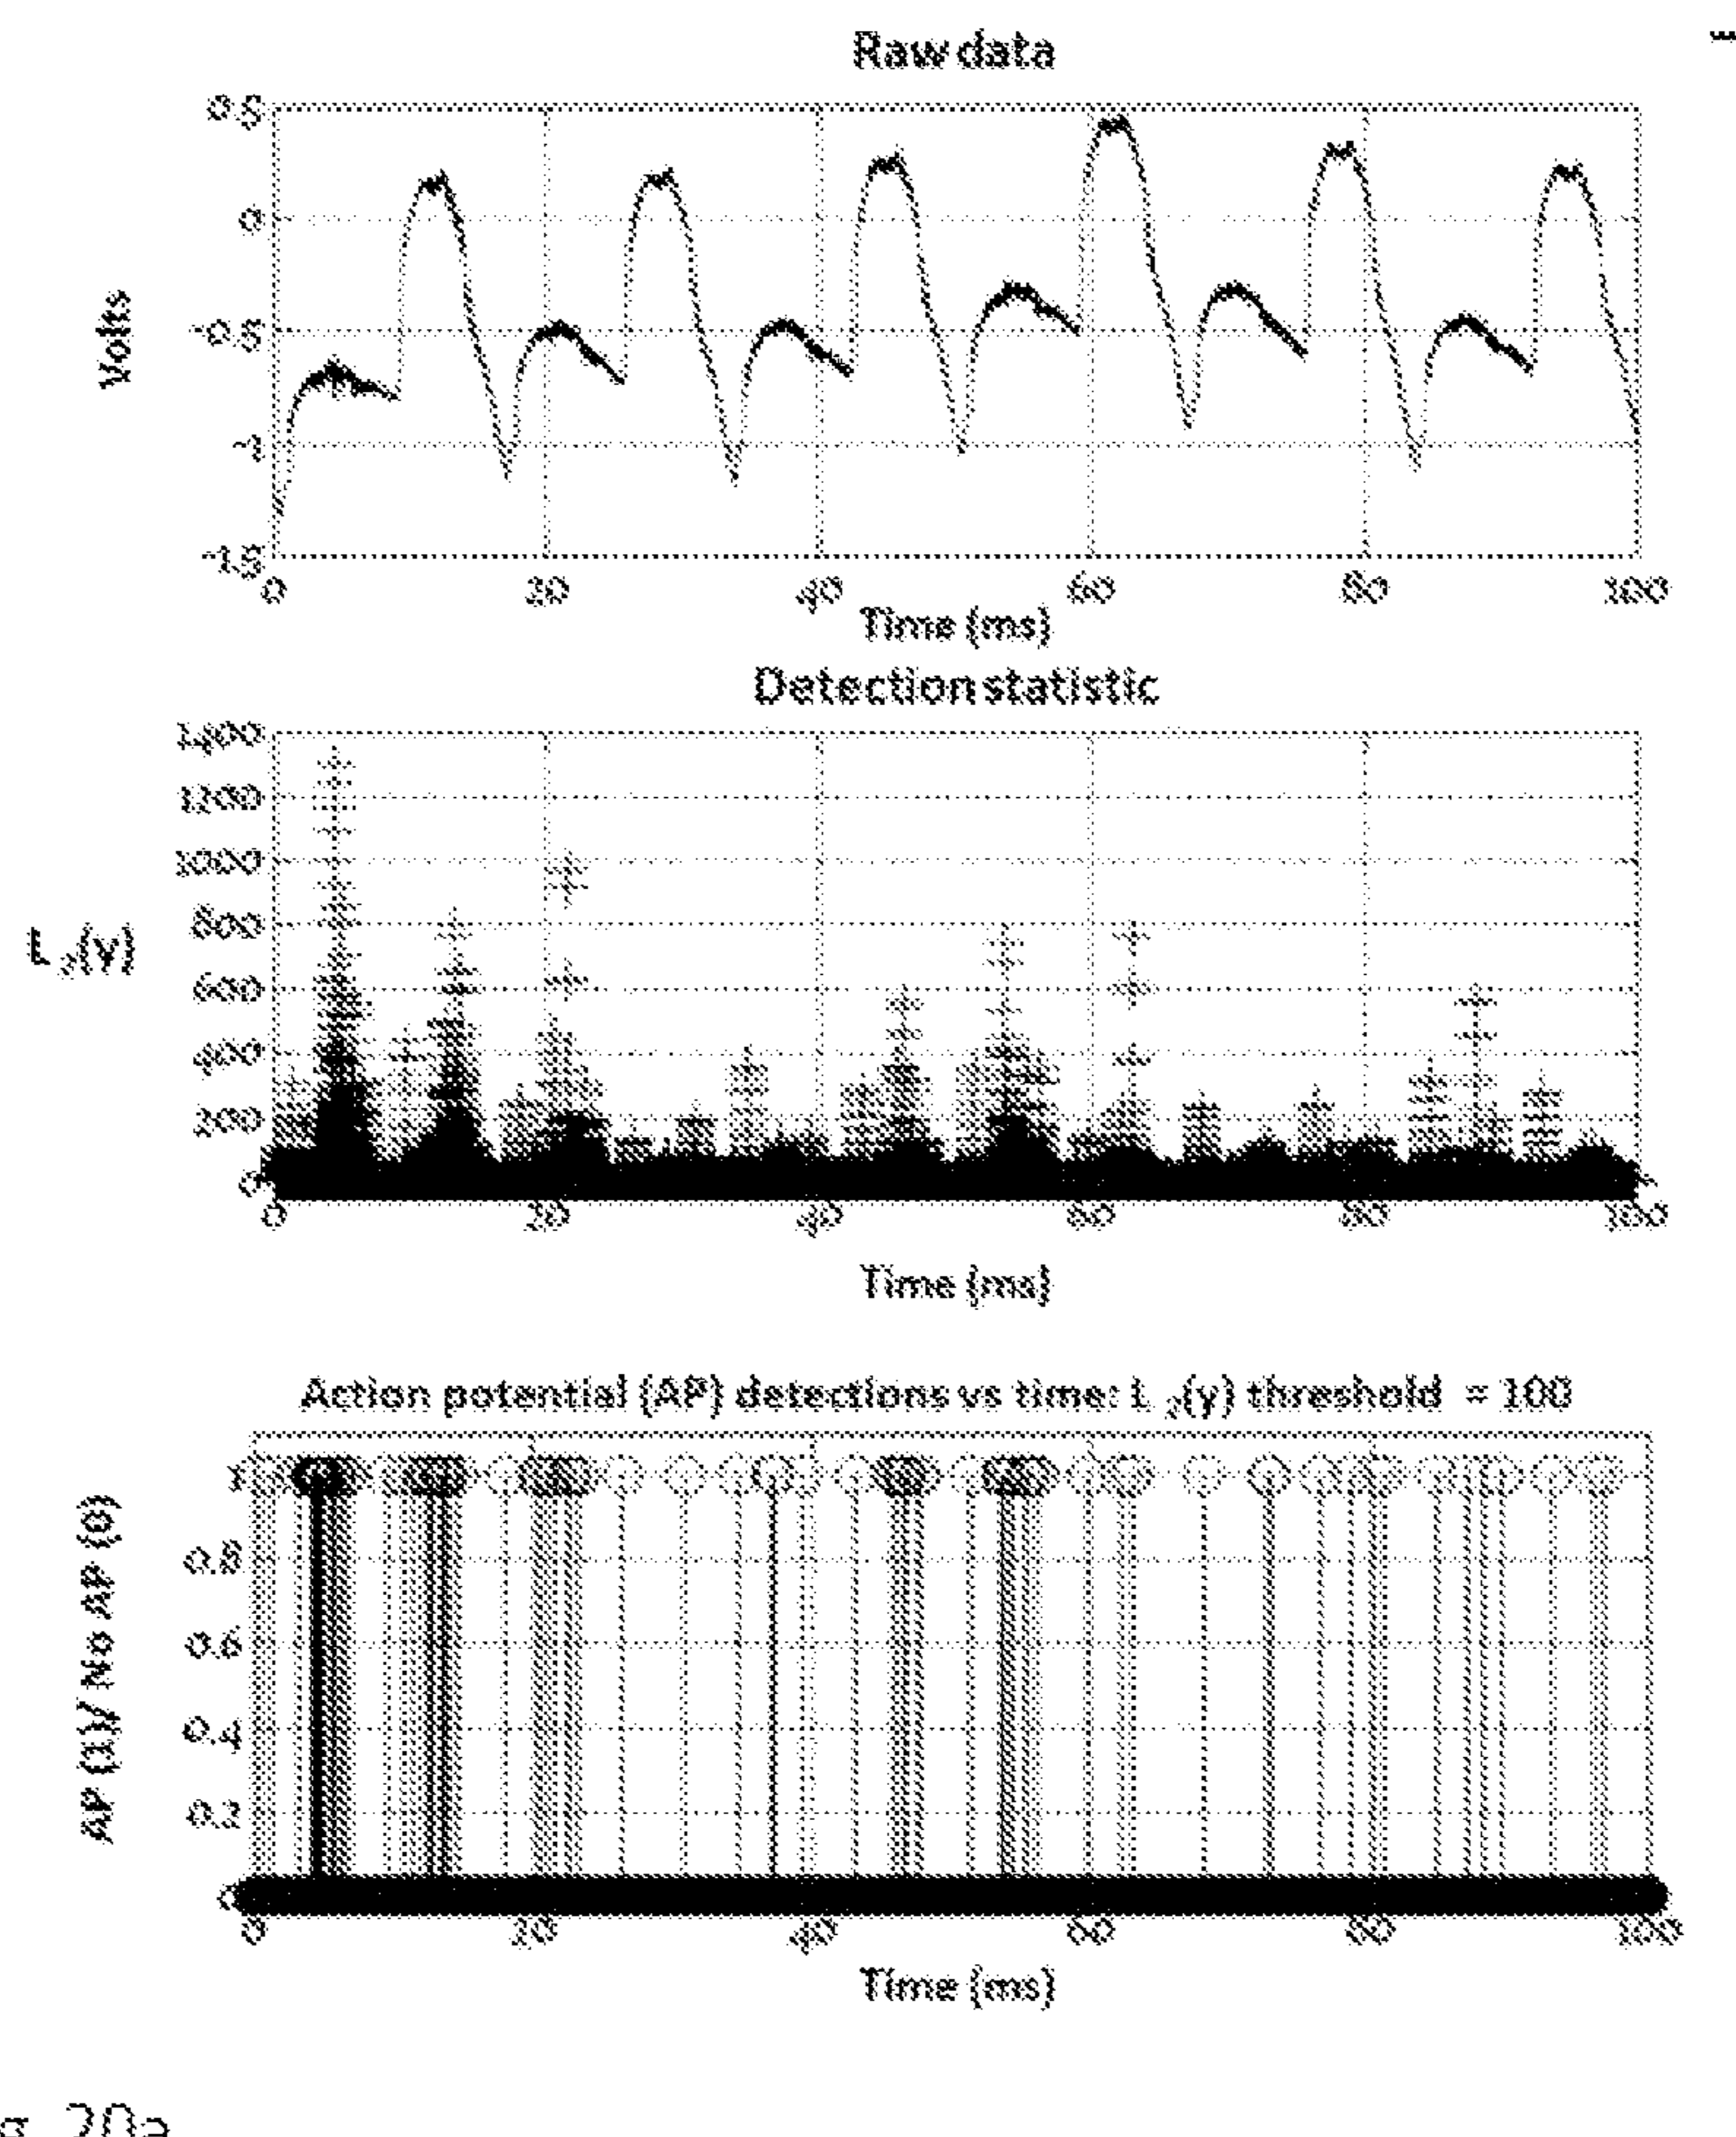 Raw data
0.5
0
-0.5
-1
-1.5
Volts
0 20 40 60 80 100
Time (ms)
Detection statistic
1400
1200
1000
800
600
400
200
0
L 2(y)
0 20 40 60 80 100
Time (ms)
Action potential (AP) detections vs time: L 2(y) threshold = 100
1
0.8
0.6
0.4
0.2
0
AP (1)/ No AP (0)
0 20 40 60 80 100
Time (ms)
20a